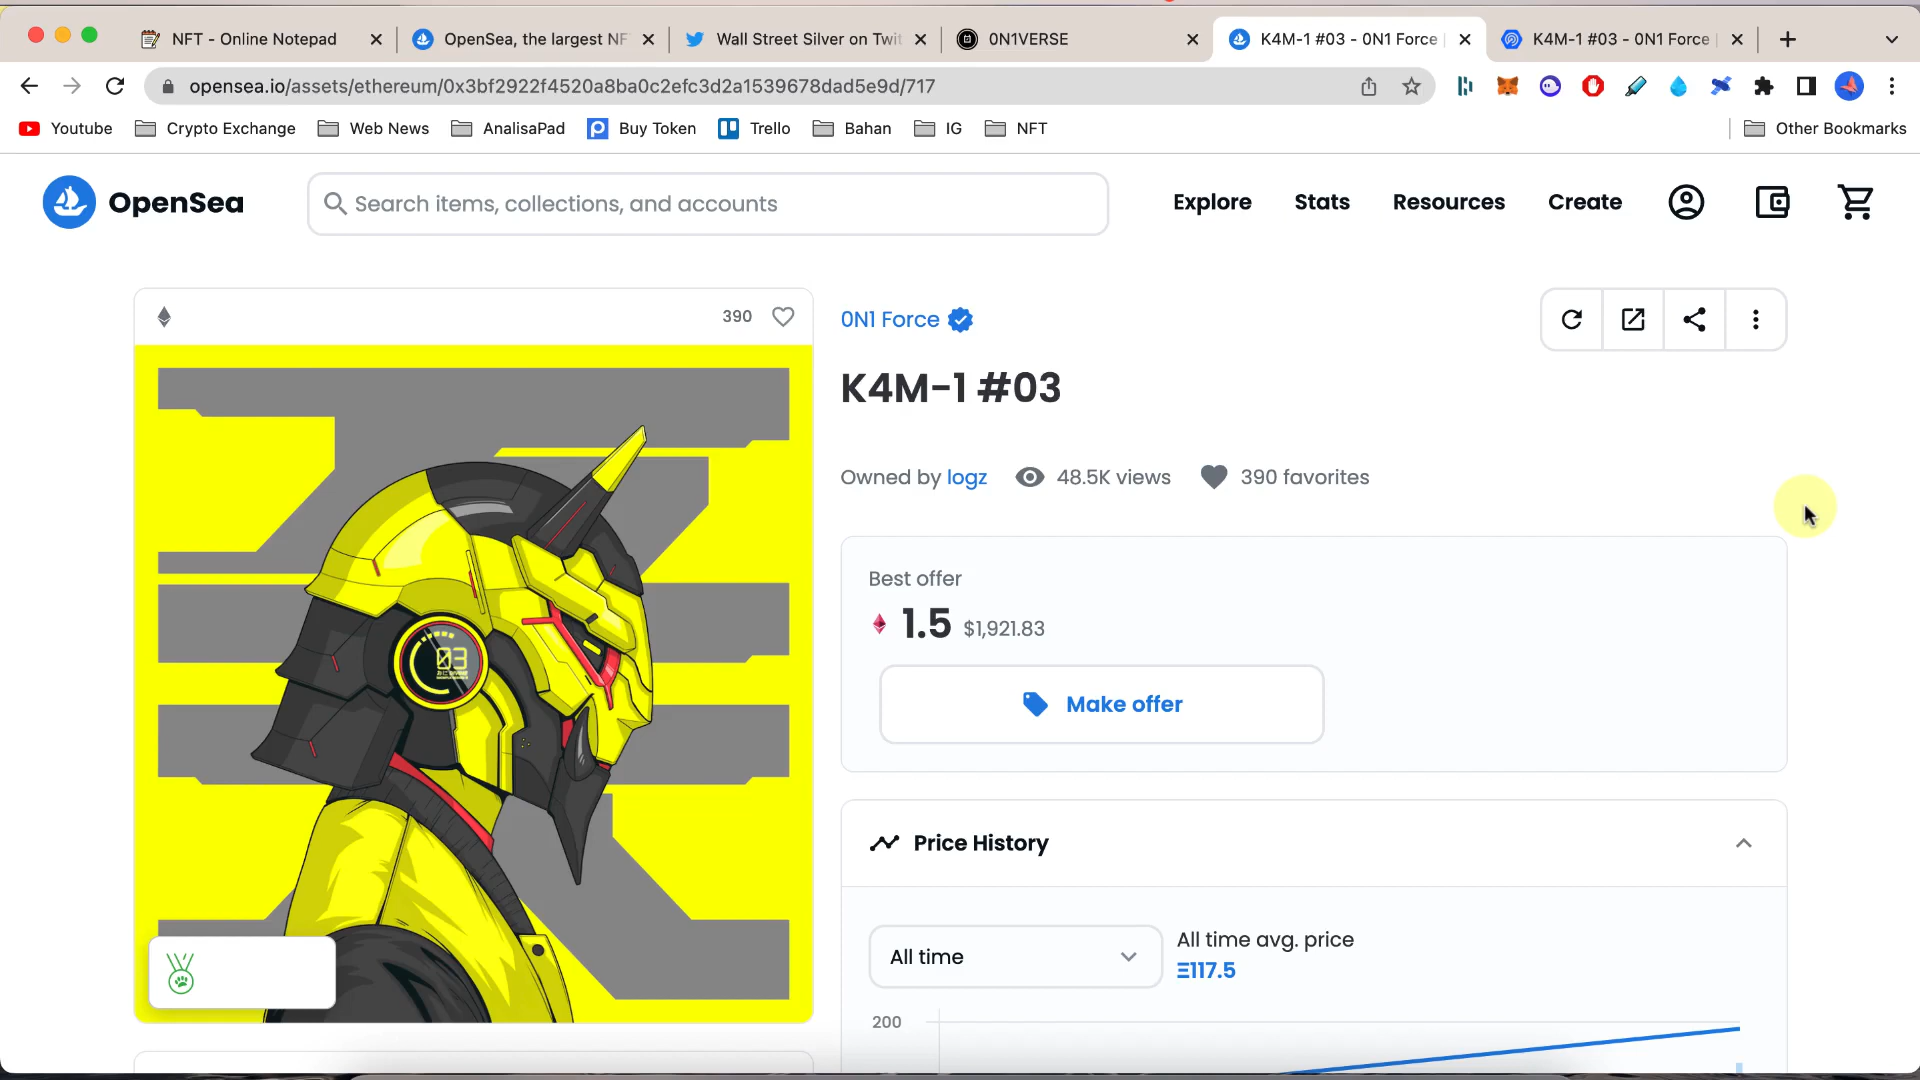 NFT - Online Notepad
OpenSea, the largest NF
Wall Street Silver on Twit
0N1VERSE
K4M-1 #03 - 0N1 Force
K4M-1 #03 - 0N1 Force
opensea.io/assets/ethereum/0x3bf2922f4520a8ba0c2efc3d2a1539678dad5e9d/717
Youtube
Crypto Exchange
Web News
AnalisaPad
Buy Token
Trello
Bahan
IG
NFT
Other Bookmarks
OpenSea
Search items, collections, and accounts
Explore
Stats
Resources
Create
390
0N1 Force
K4M-1 #03
Owned by logz
48.5K views
390 favorites
Best offer
1.5 $1,921.83
Make offer
03
Price History
All time
All time avg. price
Ξ117.5
200